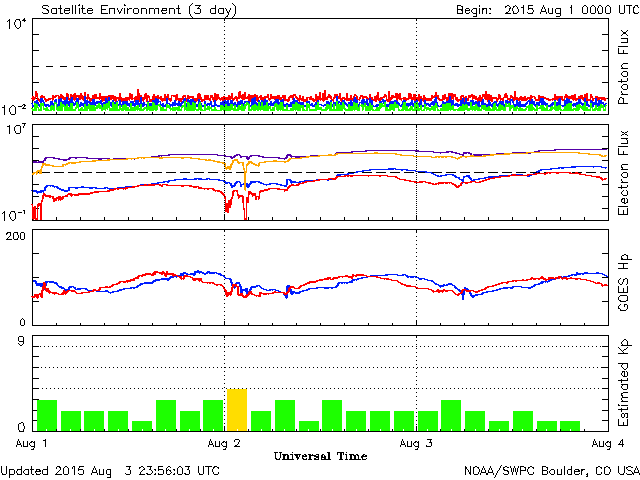 Satellite Environment (3 day)
Begin: 2015 Aug 1 0000 UTC
10^4
10^-2
Proton Flux
10^7
10^-1
Electron Flux
200
0
GOES Hp
9
0
Estimated Kp
Aug 1
Aug 2
Aug 3
Aug 4
Universal Time
Updated 2015 Aug 3 23:56:03 UTC
NOAA/SWPC Boulder, CO USA